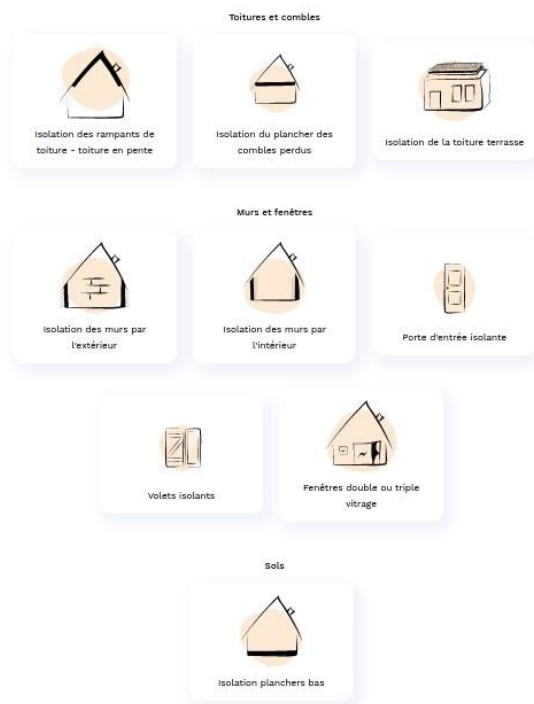 Toitures et combles
Isolation des rampants de
toiture - toiture en pente
Isolation du plancher des
combles perdus
Isolation de la toiture terrasse
Murs et fenêtres
Isolation des murs par
l'extérieur
Isolation des murs par
l'intérieur
Porte d'entrée isolante
Volets isolants
Fenêtres double ou triple
vitrage
Sols
Isolation planchers bas